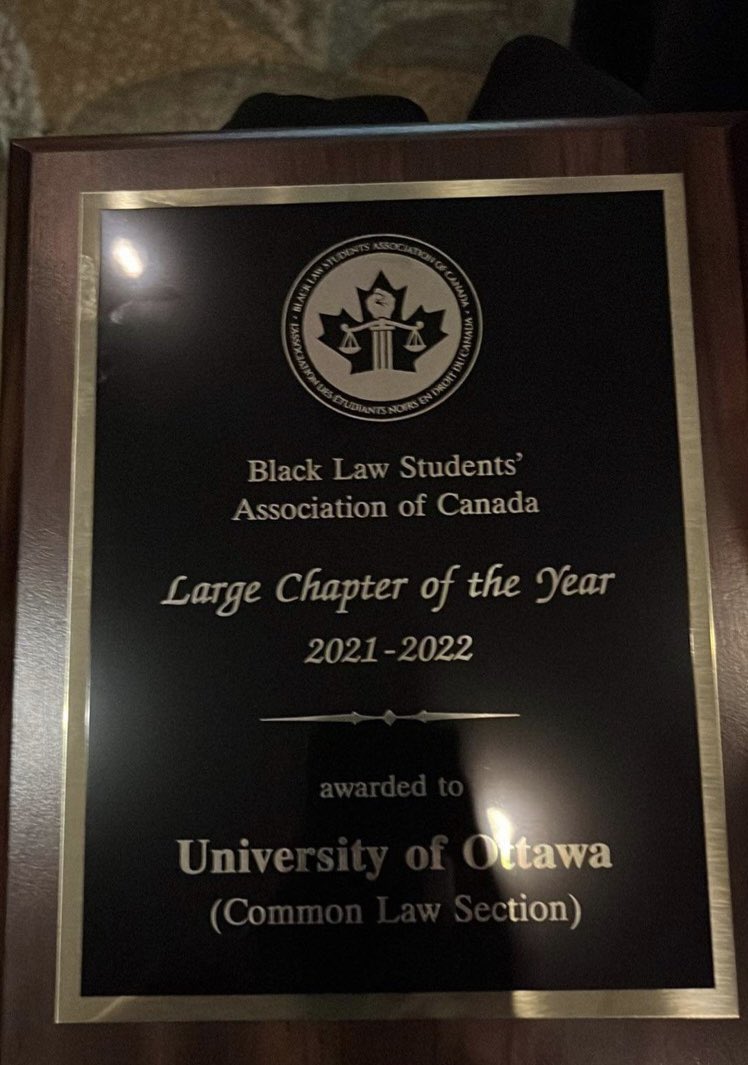 · BLACK LAW STUDENTS ASSOCIATION OF CANADA ·
L'ASSOCIATION DES ÉTUDIANTS NOIRS EN DROIT DU CANADA
Black Law Students'
Association of Canada
Large Chapter of the Year
2021-2022
awarded to
University of Ottawa
(Common Law Section)